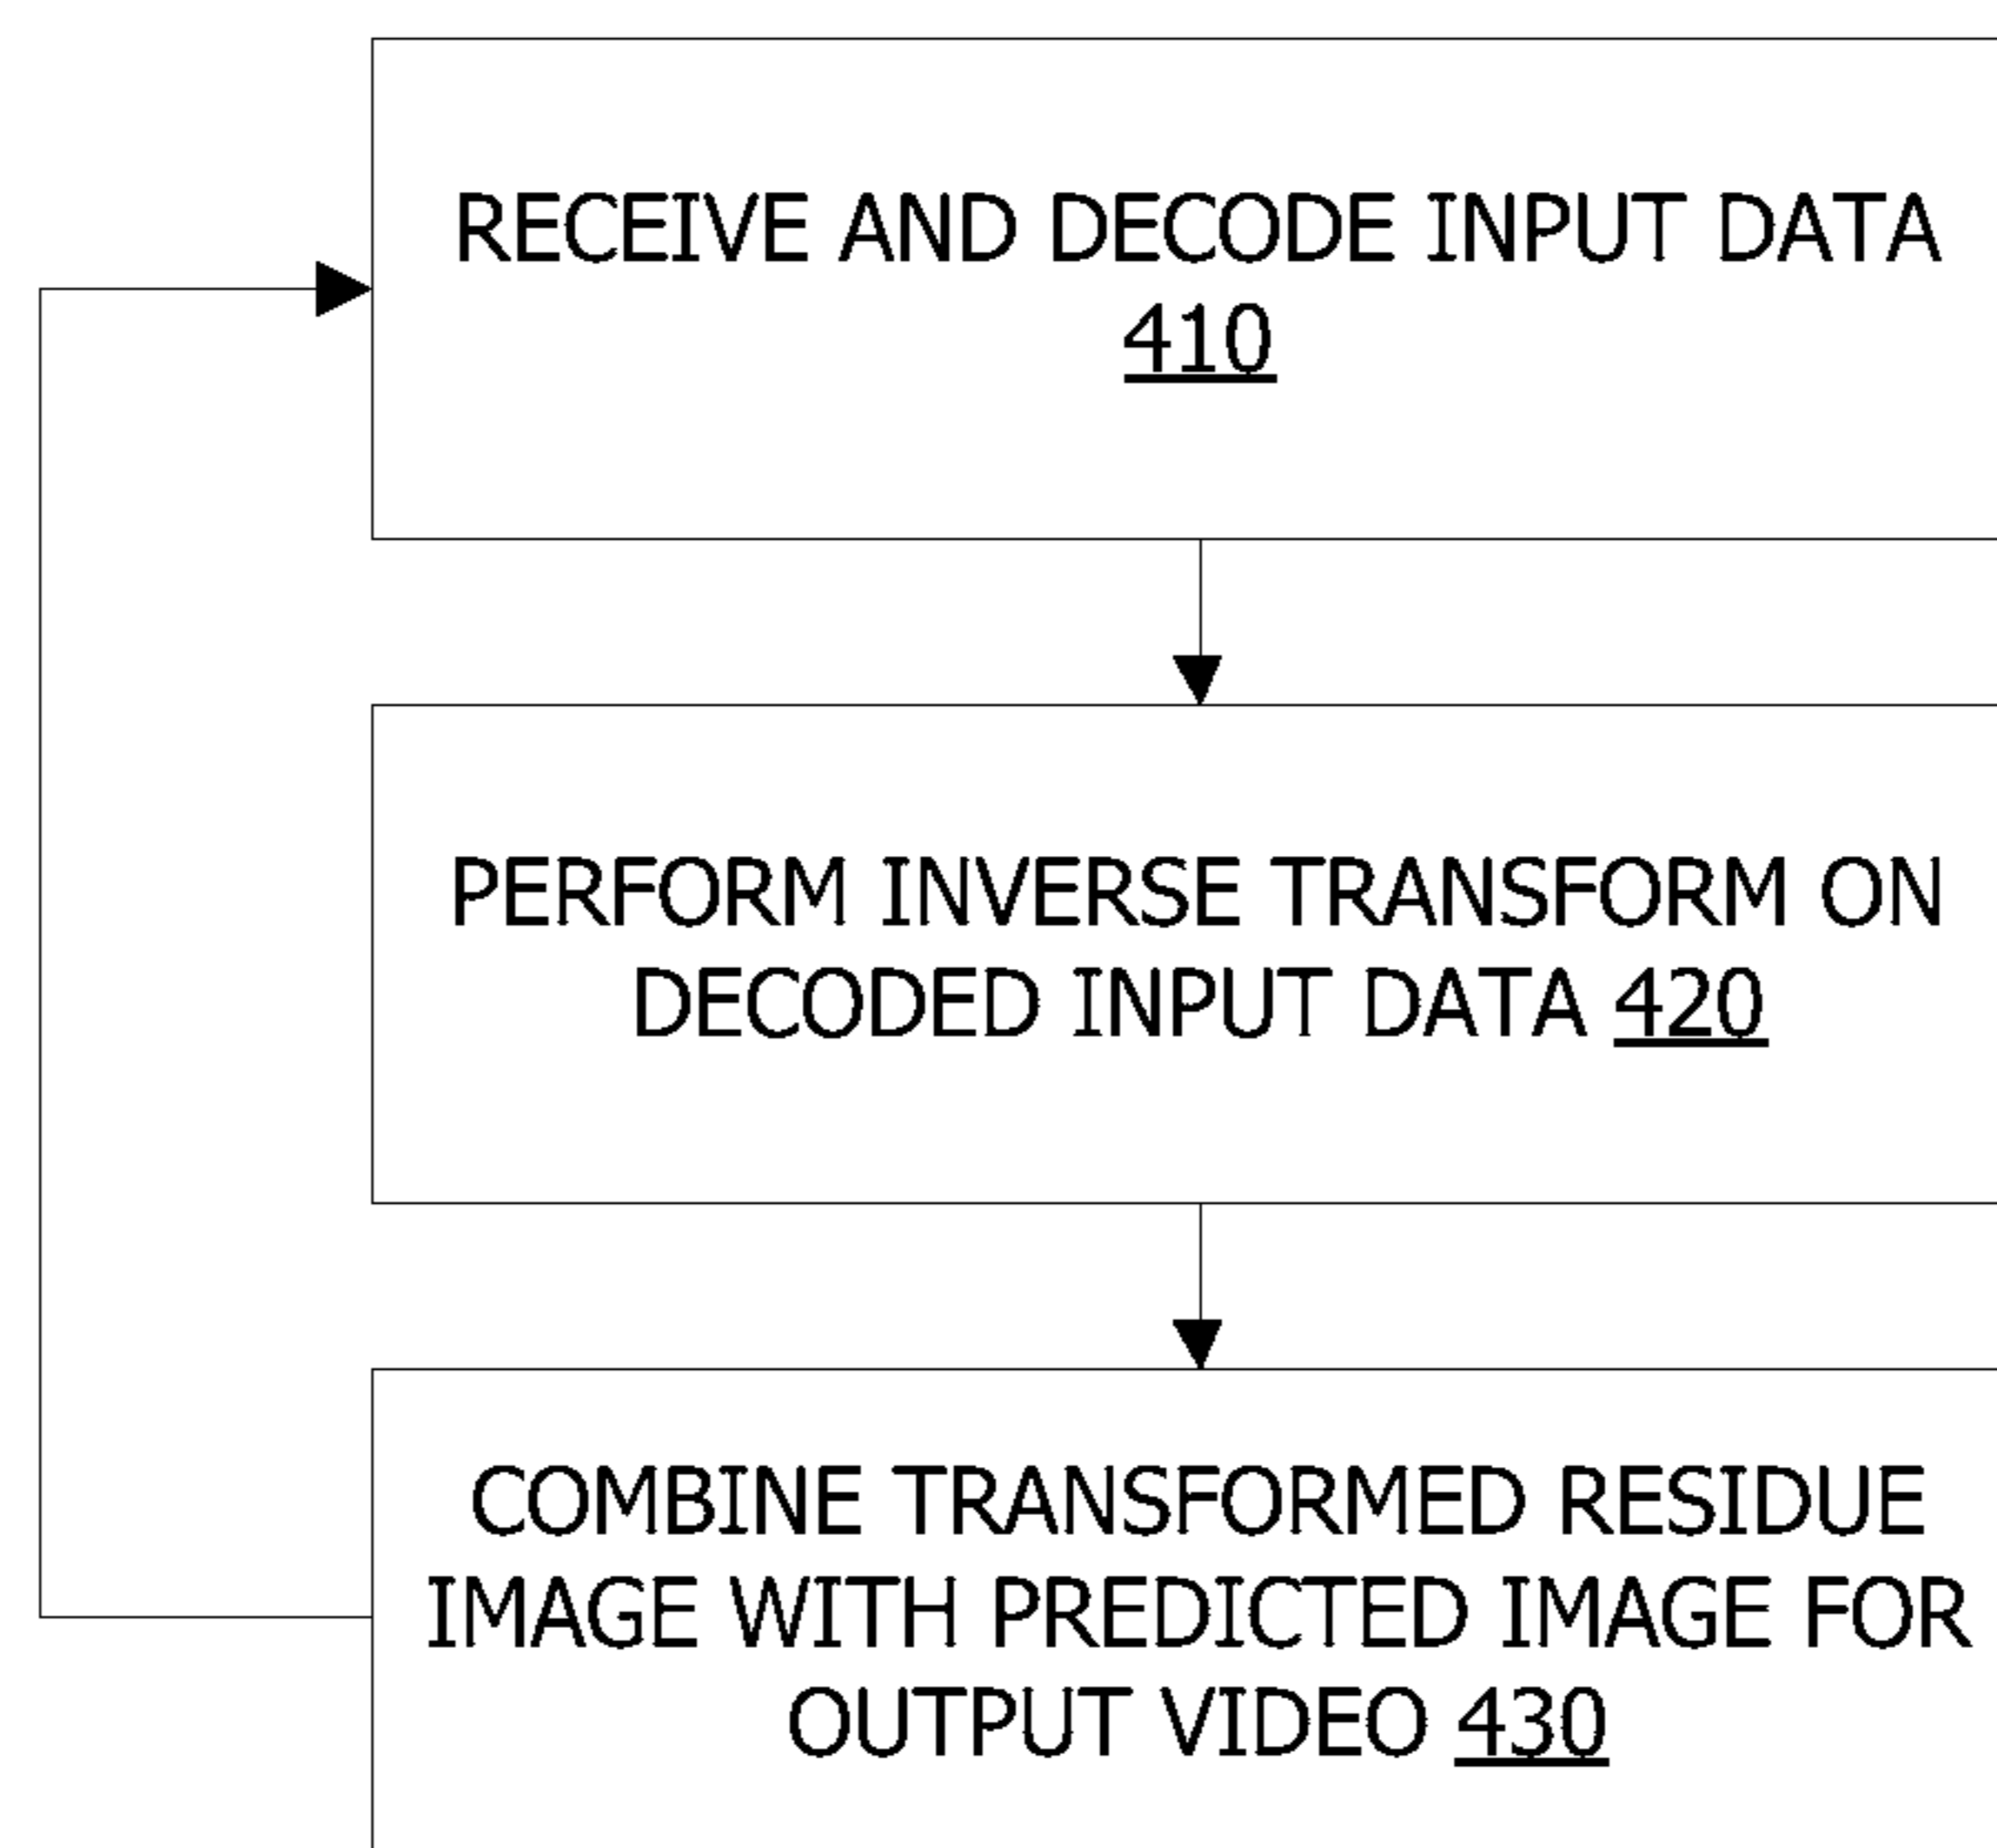 RECEIVE AND DECODE INPUT DATA
410
PERFORM INVERSE TRANSFORM ON
DECODED INPUT DATA 420
COMBINE TRANSFORMED RESIDUE
IMAGE WITH PREDICTED IMAGE FOR
OUTPUT VIDEO 430